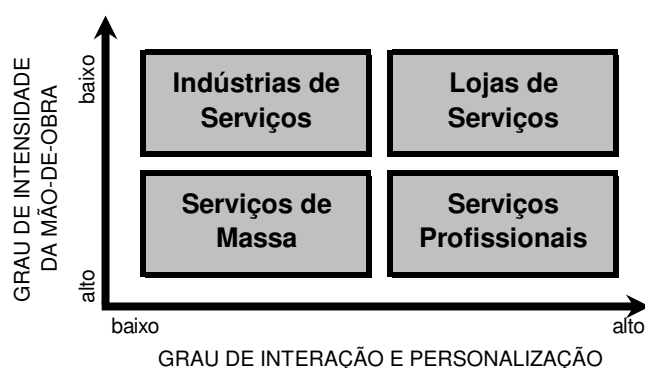 GRAU DE INTENSIDADE
DA MÃO-DE-OBRA
baixo
alto
Indústrias de
Serviços
Lojas de
Serviços
Serviços de
Massa
Serviços
Profissionais
baixo
alto
GRAU DE INTERAÇÃO E PERSONALIZAÇÃO